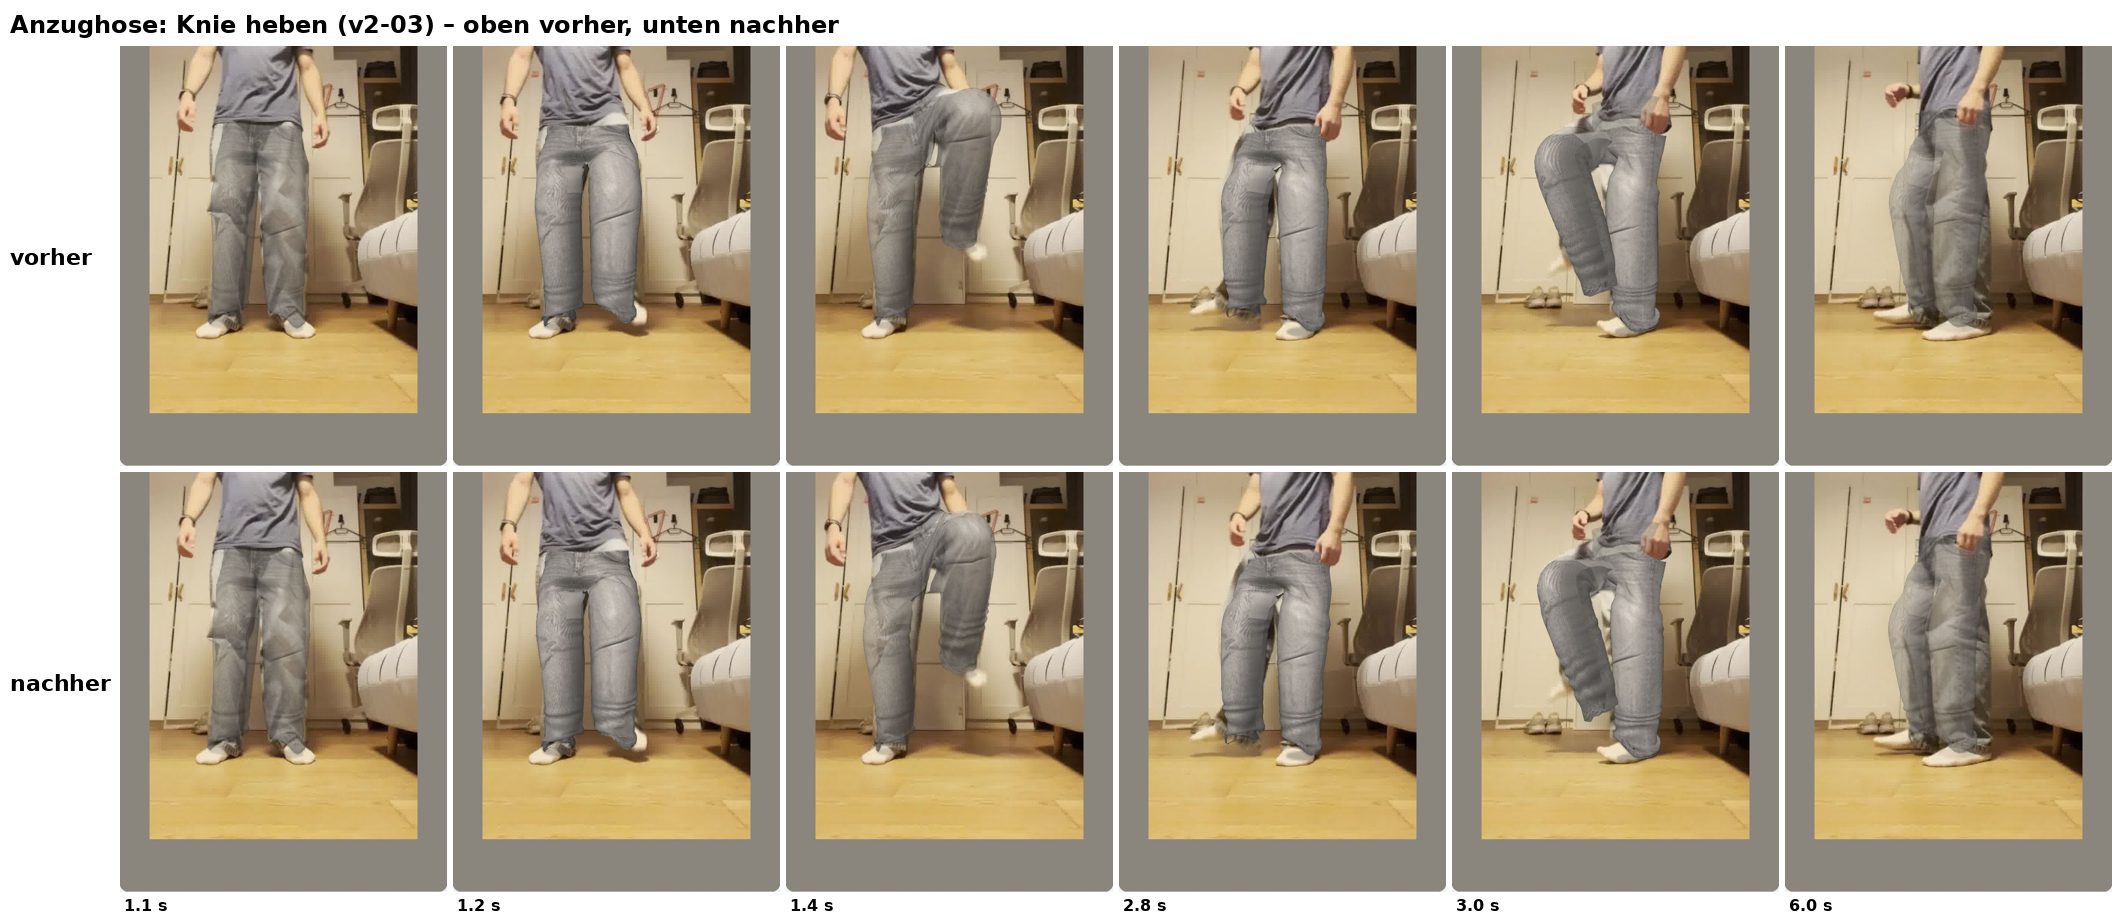 Anzughose: Knie heben (v2-03) – oben vorher, unten nachher
vorher
nachher
1.1 s
1.2 s
1.4 s
2.8 s
3.0 s
6.0 s